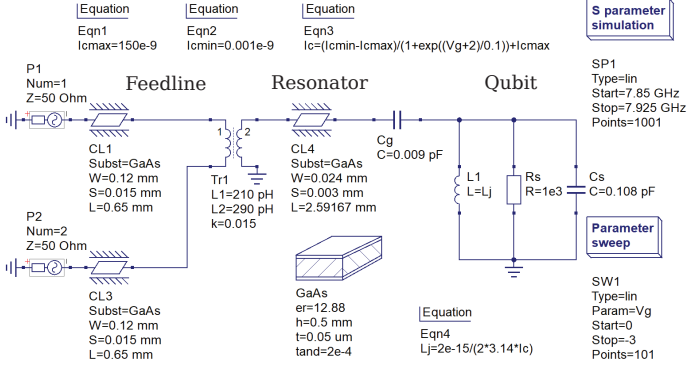 Equation
Eqn1
Icmax=150e-9
Equation
Eqn2
Icmin=0.001e-9
Equation
Eqn3
Ic=(Icmin-Icmax)/(1+exp((Vg+2)/0.1))+Icmax
S parameter
simulation
SP1
Type=lin
Start=7.85 GHz
Stop=7.925 GHz
Points=1001
Feedline
Resonator
Qubit
P1
Num=1
Z=50 Ohm
CL1
Subst=GaAs
W=0.12 mm
S=0.015 mm
L=0.65 mm
1
2
Tr1
L1=210 pH
L2=290 pH
k=0.015
CL4
Subst=GaAs
W=0.024 mm
S=0.003 mm
L=2.59167 mm
Cg
C=0.009 pF
L1
L=Lj
Rs
R=1e3
Cs
C=0.108 pF
P2
Num=2
Z=50 Ohm
CL3
Subst=GaAs
W=0.12 mm
S=0.015 mm
L=0.65 mm
GaAs
er=12.88
h=0.5 mm
t=0.05 um
tand=2e-4
Equation
Eqn4
Lj=2e-15/(2*3.14*Ic)
Parameter
sweep
SW1
Type=lin
Param=Vg
Start=0
Stop=-3
Points=101